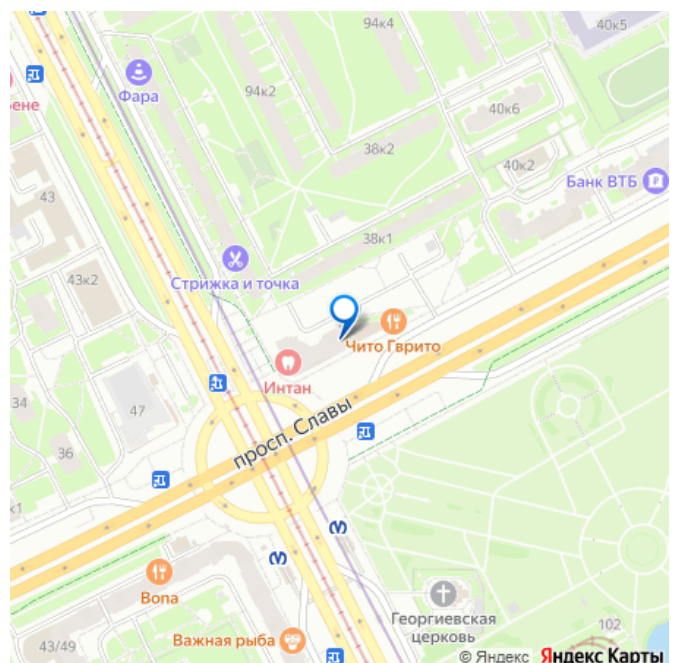 94к4
40к5
Фара
94к2
40к6
38к2
40к2
Банк ВТБ
43
38к1
43к2
Стрижка и точка
Чито Гврито
Интан
34
47
просп. Славы
36
к1
Вопа
Георгиевская
церковь
102
43/49
Важная рыба
© Яндекс Яндекс Карты